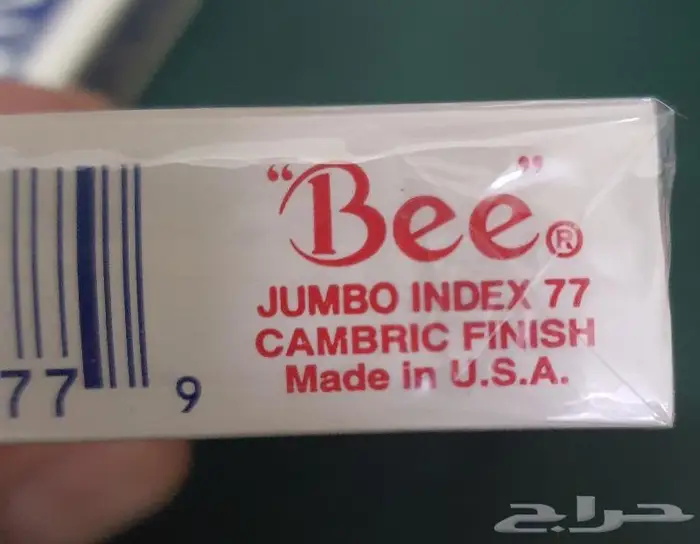 "Bee"®
JUMBO INDEX 77
CAMBRIC FINISH
Made in U.S.A.
77 9
حراج